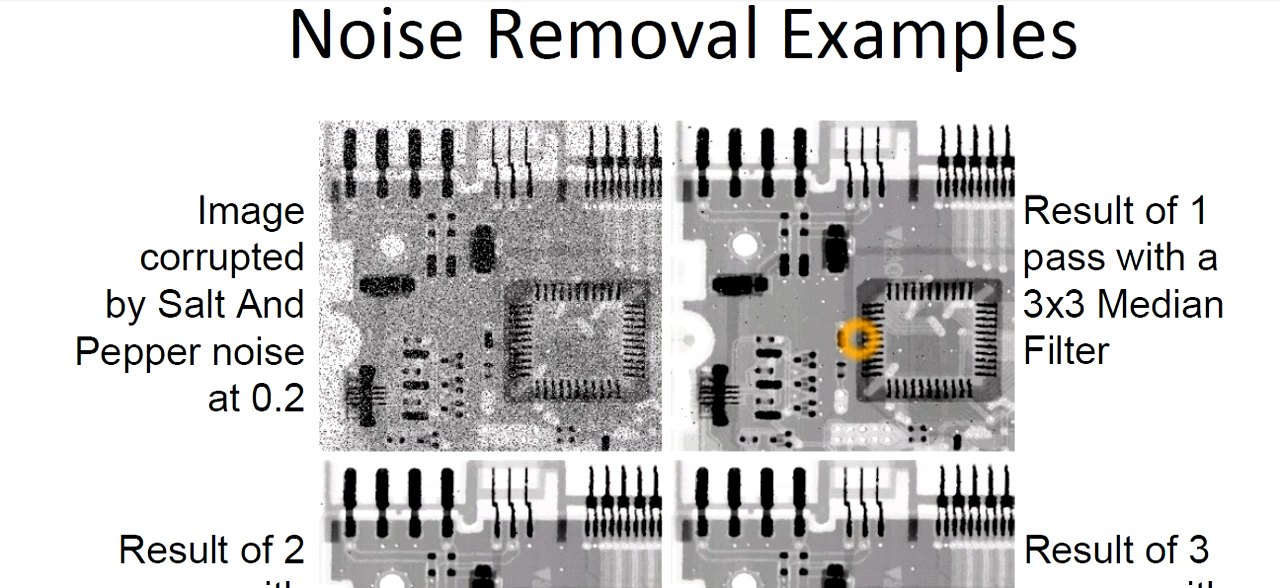 Noise Removal Examples
Image
corrupted
by Salt And
Pepper noise
at 0.2
Result of 1
pass with a
3x3 Median
Filter
Result of 2
Result of 3